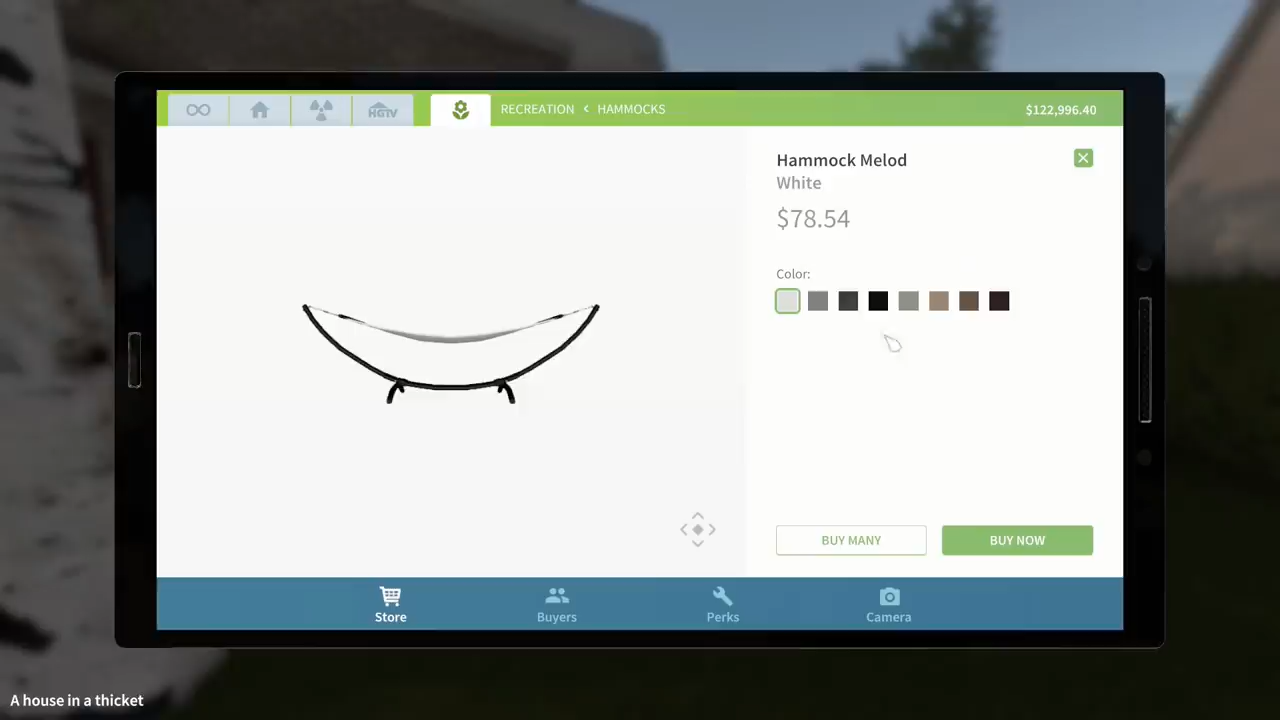 HGTV
RECREATION < HAMMOCKS
$122,996.40
Hammock Melod
White
$78.54
Color:
BUY MANY
BUY NOW
Store
Buyers
Perks
Camera
A house in a thicket